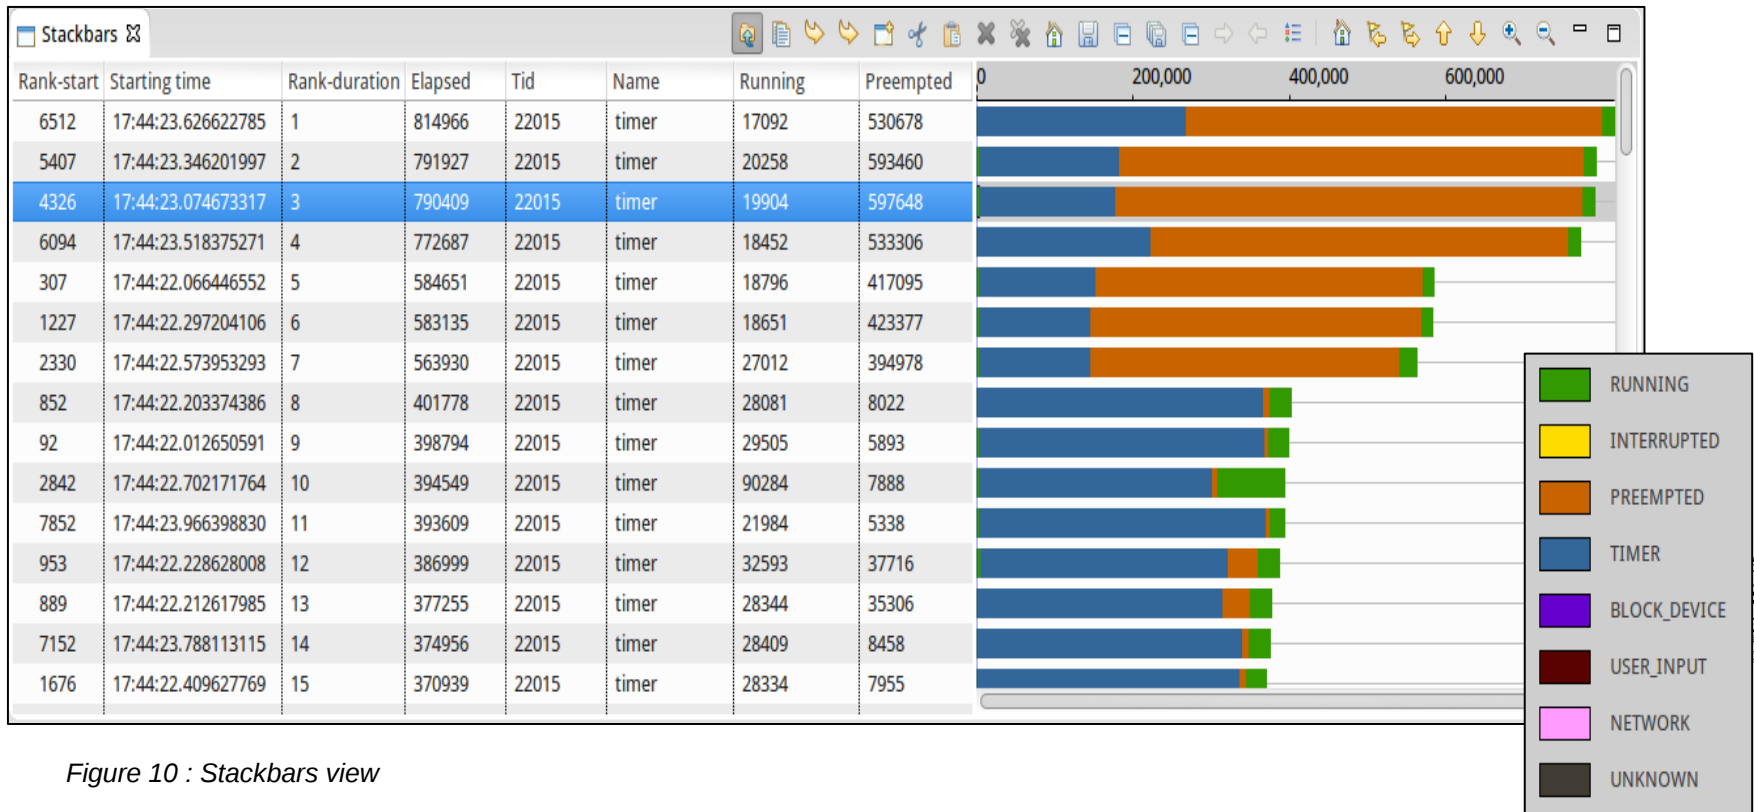 Stackbars
Rank-start Starting time Rank-duration Elapsed Tid Name Running Preempted 0 200,000 400,000 600,000
6512 17:44:23.626622785 1 814966 22015 timer 17092 530678
5407 17:44:23.346201997 2 791927 22015 timer 20258 593460
4326 17:44:23.074673317 3 790409 22015 timer 19904 597648
6094 17:44:23.518375271 4 772687 22015 timer 18452 533306
307 17:44:22.066446552 5 584651 22015 timer 18796 417095
1227 17:44:22.297204106 6 583135 22015 timer 18651 423377
2330 17:44:22.573953293 7 563930 22015 timer 27012 394978
852 17:44:22.203374386 8 401778 22015 timer 28081 8022
92 17:44:22.012650591 9 398794 22015 timer 29505 5893
2842 17:44:22.702171764 10 394549 22015 timer 90284 7888
7852 17:44:23.966398830 11 393609 22015 timer 21984 5338
953 17:44:22.228628008 12 386999 22015 timer 32593 37716
889 17:44:22.212617985 13 377255 22015 timer 28344 35306
7152 17:44:23.788113115 14 374956 22015 timer 28409 8458
1676 17:44:22.409627769 15 370939 22015 timer 28334 7955
RUNNING
INTERRUPTED
PREEMPTED
TIMER
BLOCK_DEVICE
USER_INPUT
NETWORK
UNKNOWN
Figure 10 : Stackbars view